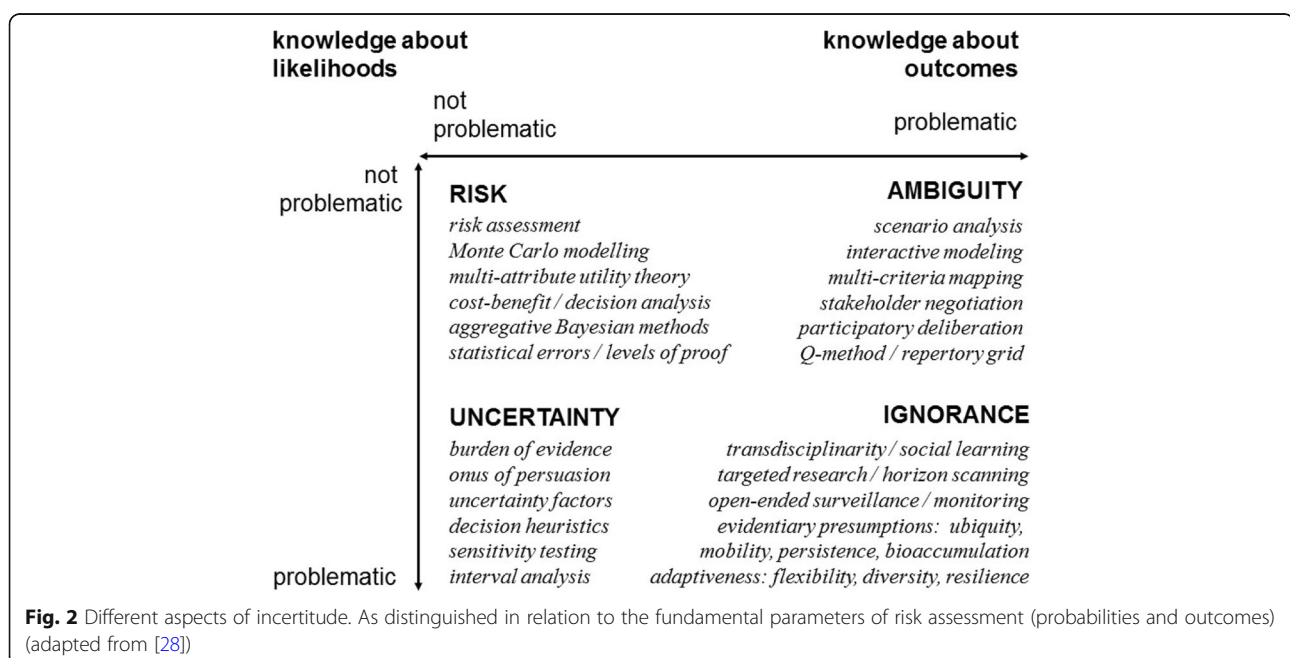 knowledge about
likelihoods
knowledge about
outcomes
not
problematic
problematic
not
problematic
RISK
risk assessment
Monte Carlo modelling
multi-attribute utility theory
cost-benefit / decision analysis
aggregative Bayesian methods
statistical errors / levels of proof
AMBIGUITY
scenario analysis
interactive modeling
multi-criteria mapping
stakeholder negotiation
participatory deliberation
Q-method / repertory grid
UNCERTAINTY
burden of evidence
onus of persuasion
uncertainty factors
decision heuristics
sensitivity testing
interval analysis
IGNORANCE
transdisciplinarity / social learning
targeted research / horizon scanning
open-ended surveillance / monitoring
evidentiary presumptions: ubiquity,
mobility, persistence, bioaccumulation
adaptiveness: flexibility, diversity, resilience
problematic
Fig. 2 Different aspects of incertitude. As distinguished in relation to the fundamental parameters of risk assessment (probabilities and outcomes)
(adapted from [28])